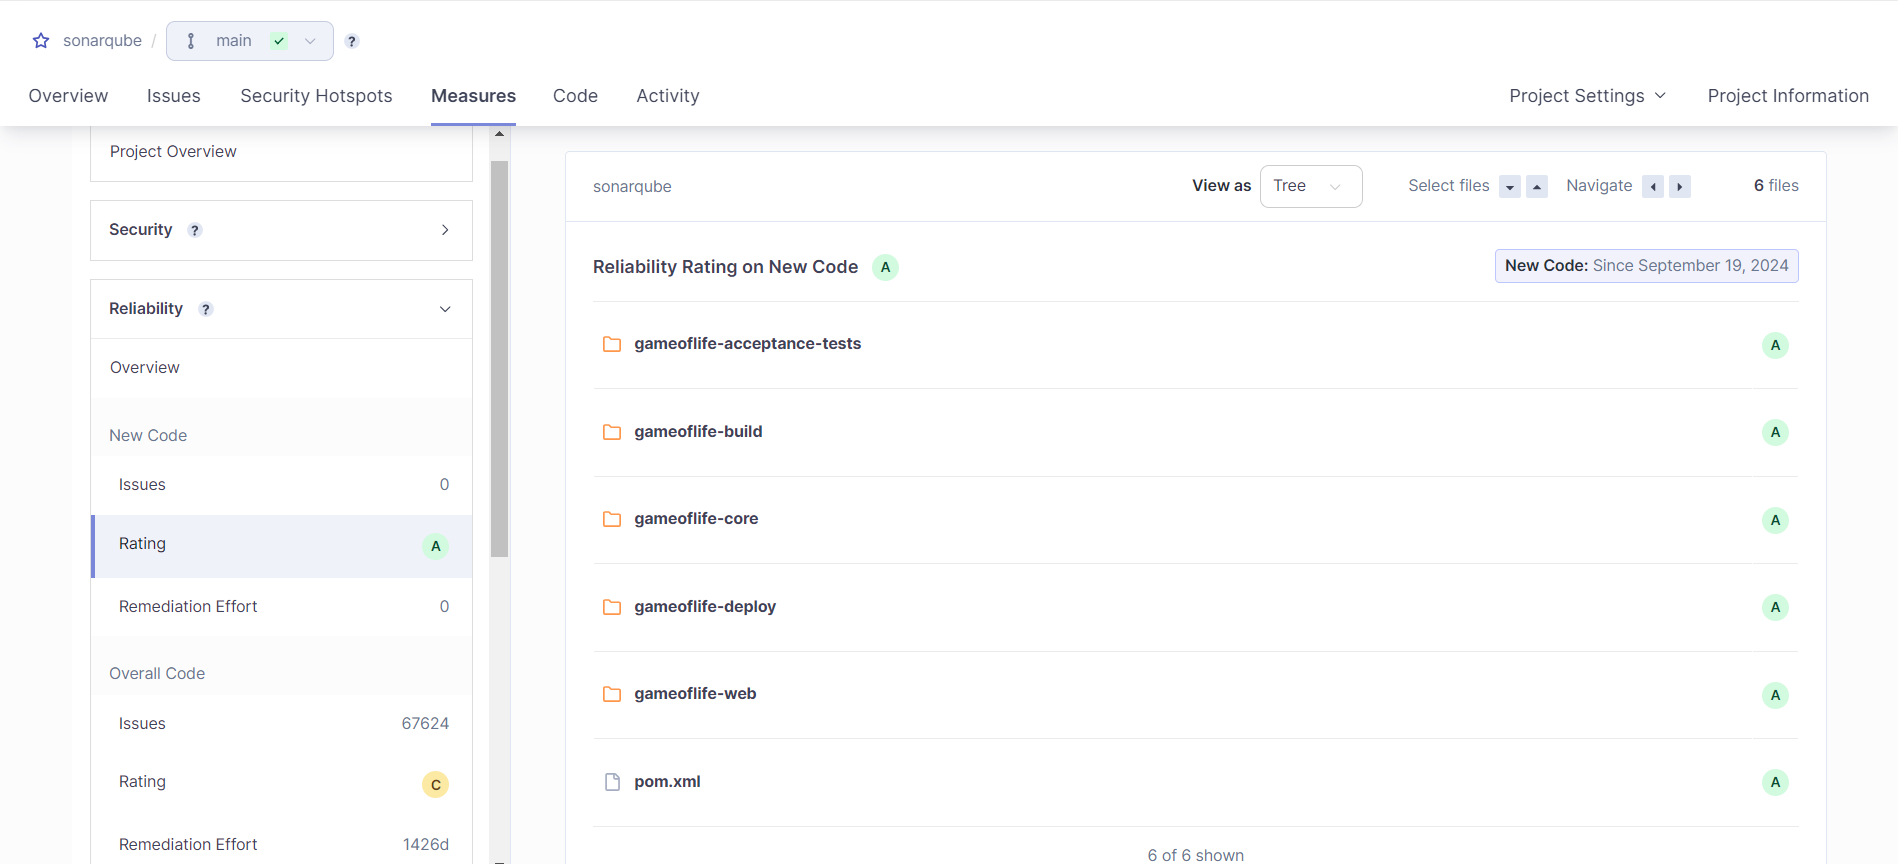 sonarqube / main ?
Overview Issues Security Hotspots Measures Code Activity Project Settings Project Information
Project Overview
Security ?
Reliability ?
Overview
New Code
Issues 0
Rating A
Remediation Effort 0
Overall Code
Issues 67624
Rating C
Remediation Effort 1426d
sonarqube View as Tree Select files Navigate 6 files
Reliability Rating on New Code A New Code: Since September 19, 2024
gameoflife-acceptance-tests A
gameoflife-build A
gameoflife-core A
gameoflife-deploy A
gameoflife-web A
pom.xml A
6 of 6 shown